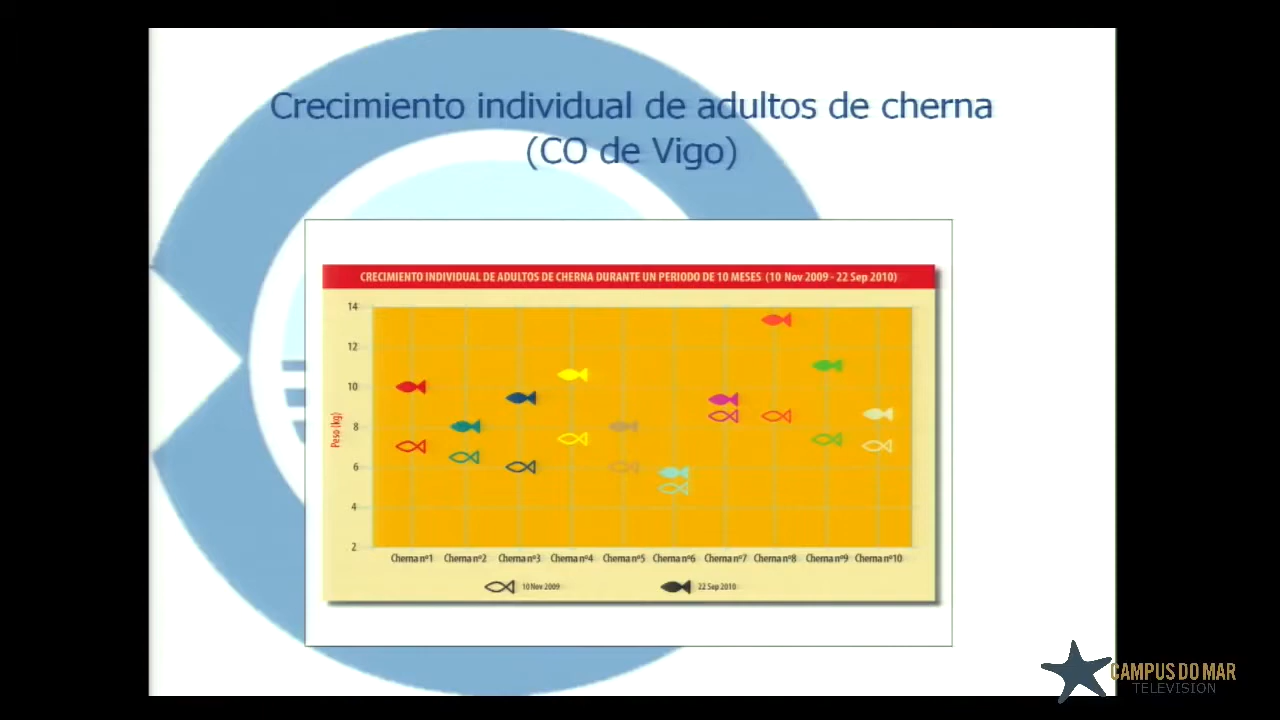 Crecimiento individual de adultos de cherna
(CO de Vigo)
CRECIMIENTO INDIVIDUAL DE ADULTOS DE CHERNA DURANTE UN PERIODO DE 10 MESES (10 Nov 2009 - 22 Sep 2010)
14
12
10
8
6
4
2
Peso (kg)
Cherna nº1 Cherna nº2 Cherna nº3 Cherna nº4 Cherna nº5 Cherna nº6 Cherna nº7 Cherna nº8 Cherna nº9 Cherna nº10
10 Nov 2009 22 Sep 2010
CAMPUS DO MAR
TELEVISION